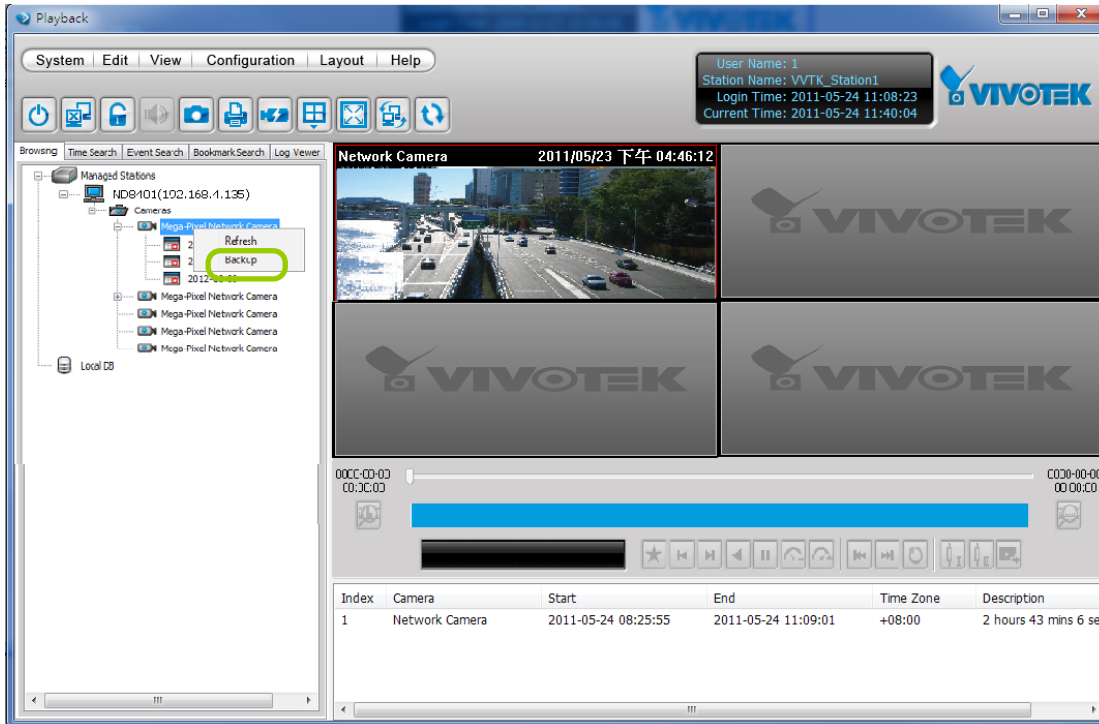 Playback
System Edit View Configuration Layout Help
User Name: 1
Station Name: VVTK_Station1
Login Time: 2011-05-24 11:08:23
Current Time: 2011-05-24 11:40:04
VIVOTEK
Browsng Time Search Event Search Bookmark Search Log Vewer
Network Camera 2011/05/23 下午 04:46:12
Managed Stations
ND8401(192.168.4.135)
Cameras
Mega-Pixel Network Camera
Refresh
Backup
Mega-Pixel Network Camera
Mega-Pixel Network Camera
Mega-Pixel Network Camera
Mega-Pixel Network Camera
Local DB
VIVOTEK
VIVOTEK
VIVOTEK
Index Camera Start End Time Zone Description
1 Network Camera 2011-05-24 08:25:55 2011-05-24 11:09:01 +08:00 2 hours 43 mins 6 se